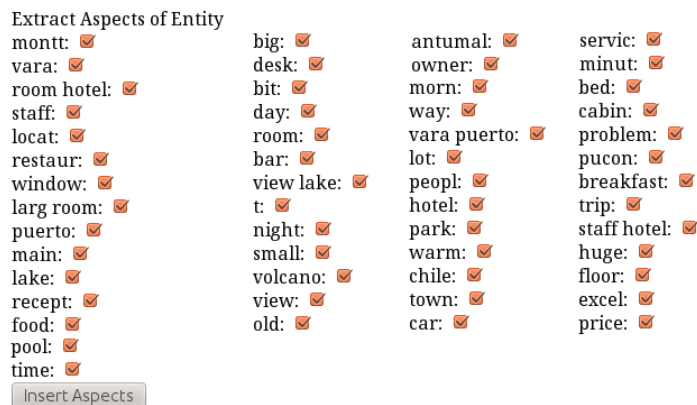 Extract Aspects of Entity
montt:
vara:
room hotel:
staff:
locat:
restaur:
window:
larg room:
puerto:
main:
lake:
recept:
food:
pool:
time:
big:
desk:
bit:
day:
room:
bar:
view lake:
t:
night:
small:
volcano:
view:
old:
antumal:
owner:
morn:
way:
vara puerto:
lot:
peopl:
hotel:
park:
warm:
chile:
town:
car:
servic:
minut:
bed:
cabin:
problem:
pucon:
breakfast:
trip:
staff hotel:
huge:
floor:
excel:
price:
Insert Aspects